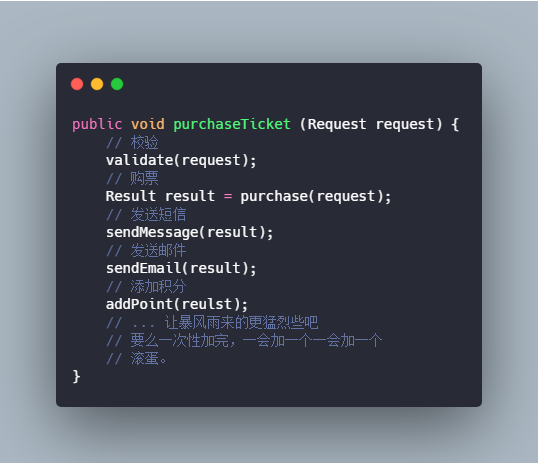 public void purchaseTicket (Request request) {
// 校验
validate(request);
// 购票
Result result = purchase(request);
// 发送短信
sendMessage(result);
// 发送邮件
sendEmail(result);
// 添加积分
addPoint(reulst);
// ... 让暴风雨来的更猛烈些吧
// 要么一次性加完，一会加一个一会加一个
// 滚蛋。
}